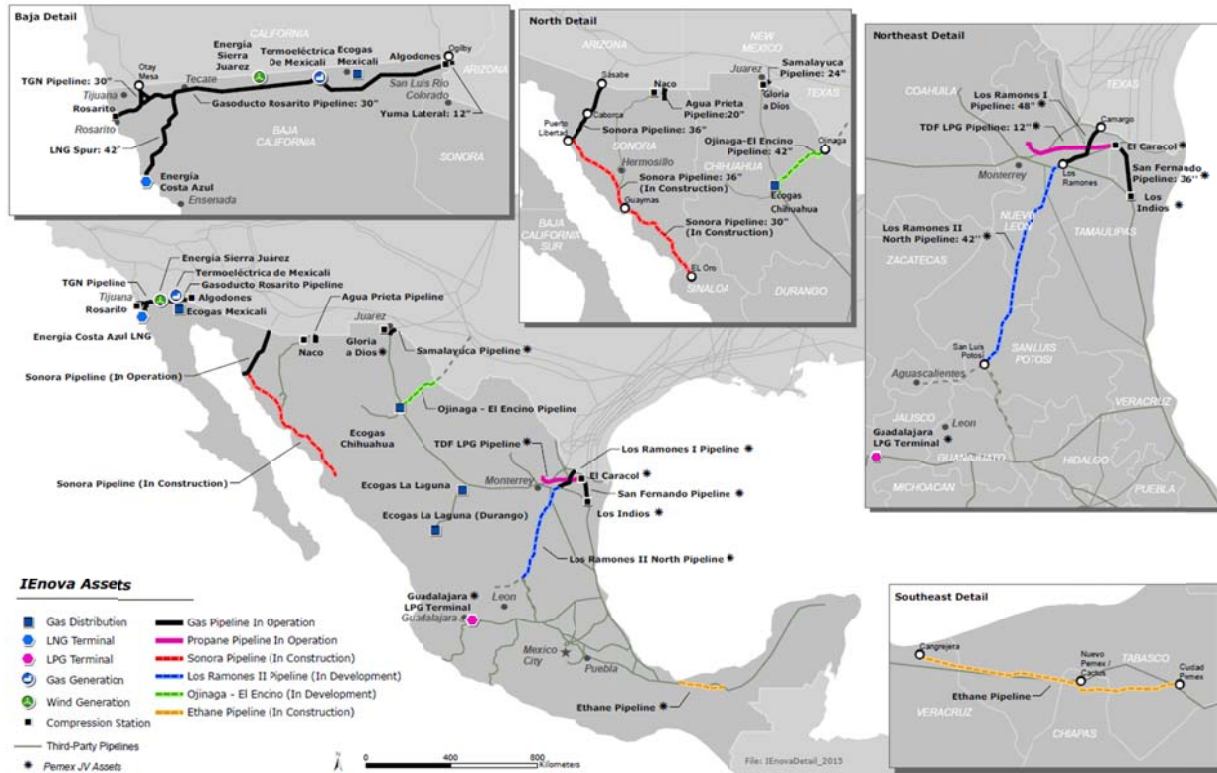 Baja Detail
CALIFORNIA
Energía
Sierra
Juarez
Termoeléctrica
De Mexicali
Ecogas
Mexicali
Algodones
Ogilby
ARIZONA
Otay
Mesa
TGN Pipeline: 30"
Tijuana
Tecate
Rosarito
Rosarito
Gasoducto Rosarito Pipeline: 30"
San Luis Rio
Colorado
Yuma Lateral: 12"
LNG Spur: 42"
BAJA
CALIFORNIA
SONORA
Energía
Costa Azul
Ensenada
North Detail
ARIZONA
NEW
MEXICO
Sásabe
Naco
Juarez
Samalayuca
Pipeline: 24"
Gloria
a Dios
TEXAS
Agua Prieta
Pipeline:20"
Puerto
Libertad
Caborca
Sonora Pipeline: 36"
SONORA
Ojinaga-El Encino
Pipeline: 42"
Ojinaga
CHIHUAHUA
Hermosillo
Sonora Pipeline: 36"
(In Construction)
Ecogas
Chihuahua
Guaymas
Sonora Pipeline: 30"
(In Construction)
BAJA
CALIFORNIA
SUR
EL Oro
SINALOA
DURANGO
Northeast Detail
COAHUILA
TEXAS
Los Ramones I
Pipeline: 48"
Camargo
TDF LPG Pipeline: 12"
El Caracol
San Fernando
Pipeline: 36"
Monterrey
Los
Ramones
Los
Indios
NUEVO
LEON
TAMAULIPAS
Los Ramones II
North Pipeline: 42"
ZACATECAS
San Luis
Potosi
SAN LUIS
POTOSI
Aguascalientes
VERACRUZ
JALISCO
Leon
Guadalajara
LPG Terminal
GUANAJUATO
HIDALGO
MICHOACAN
PUEBLA
Energía Sierra Juárez
Termoeléctrica de Mexicali
TGN Pipeline
Gasoducto Rosarito Pipeline
Tijuana
Rosarito
Algodones
Ecogas Mexicali
Energía Costa Azul LNG
Agua Prieta Pipeline
Juarez
Naco
Gloria
a Dios
Samalayuca Pipeline
Sonora Pipeline (In Operation)
Ojinaga - El Encino Pipeline
Ecogas
Chihuahua
TDF LPG Pipeline
Los Ramones I Pipeline
Sonora Pipeline (In Construction)
Ecogas La Laguna
Monterrey
El Caracol
San Fernando Pipeline
Ecogas La Laguna (Durango)
Los Indios
Los Ramones II North Pipeline
Leon
Guadalajara
LPG Terminal
Guadalajara
Mexico
City
Puebla
Ethane Pipeline
Southeast Detail
Cangrejera
Nuevo
Pemex /
Cactus
TABASCO
Cuidad
Pemex
Ethane Pipeline
VERACRUZ
CHIAPAS
IEnova Assets
Gas Distribution
LNG Terminal
LPG Terminal
Gas Generation
Wind Generation
Compression Station
Third-Party Pipelines
Pemex JV Assets
Gas Pipeline In Operation
Propane Pipeline In Operation
Sonora Pipeline (In Construction)
Los Ramones II Pipeline (In Development)
Ojinaga - El Encino (In Development)
Ethane Pipeline (In Construction)
N
0 400 800
Kilometers
File: IEnovaDetail_2015